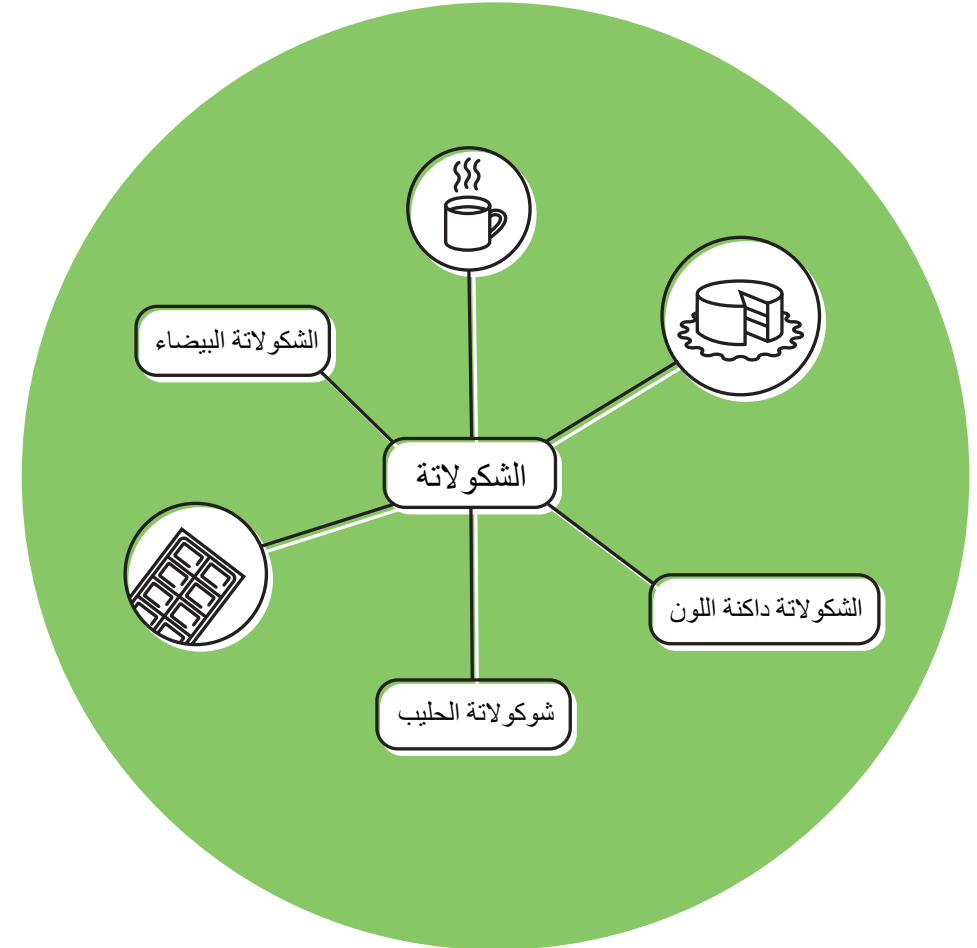 الشكولاتة البيضاء
الشكولاتة
الشكولاتة داكنة اللون
شوكولاتة الحليب